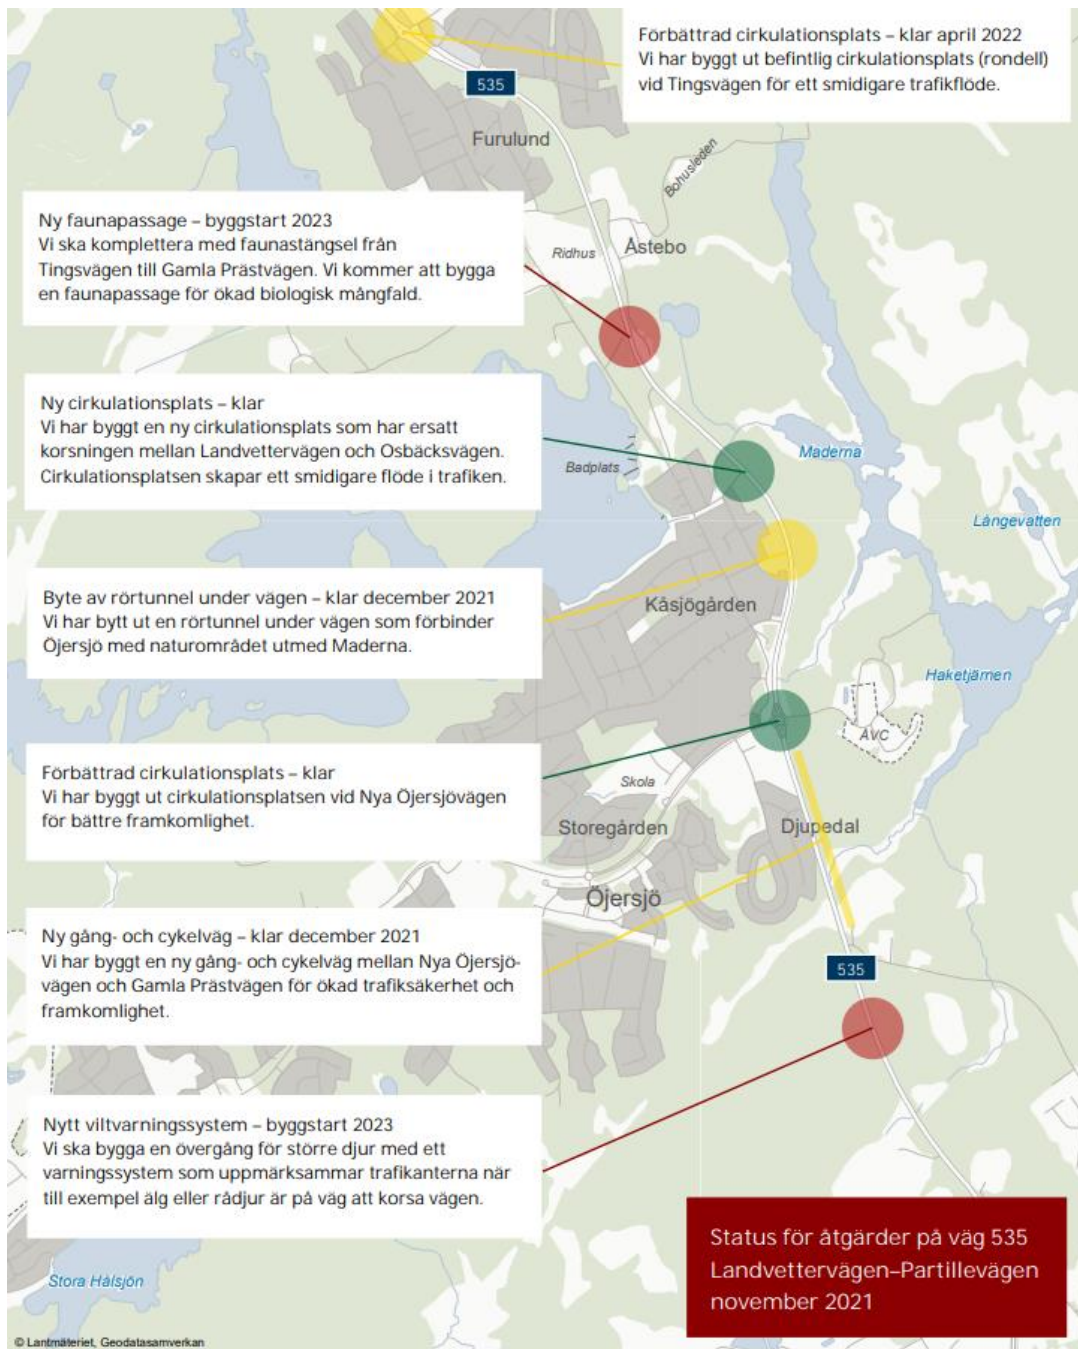 Förbättrad cirkulationsplats – klar april 2022
Vi har byggt ut befintlig cirkulationsplats (rondell)
vid Tingsvägen för ett smidigare trafikflöde.
535
Furulund
Bohusleden
Ny faunapassage – byggstart 2023
Vi ska komplettera med faunastängsel från
Tingsvägen till Gamla Prästvägen. Vi kommer att bygga
en faunapassage för ökad biologisk mångfald.
Ridhus
Åstebo
Ny cirkulationsplats – klar
Vi har byggt en ny cirkulationsplats som har ersatt
korsningen mellan Landvettervägen och Osbäcksvägen.
Cirkulationsplatsen skapar ett smidigare flöde i trafiken.
Badplats
Maderna
Långevatten
Byte av rörtunnel under vägen – klar december 2021
Vi har bytt ut en rörtunnel under vägen som förbinder
Öjersjö med naturområdet utmed Maderna.
Kåsjögården
Haketjärnen
ÅVC
Förbättrad cirkulationsplats – klar
Vi har byggt ut cirkulationsplatsen vid Nya Öjersjövägen
för bättre framkomlighet.
Skola
Storegården
Djupedal
Öjersjö
Ny gång- och cykelväg – klar december 2021
Vi har byggt en ny gång- och cykelväg mellan Nya Öjersjö-
vägen och Gamla Prästvägen för ökad trafiksäkerhet och
framkomlighet.
535
Nytt viltvarningssystem – byggstart 2023
Vi ska bygga en övergång för större djur med ett
varningssystem som uppmärksammar trafikanterna när
till exempel älg eller rådjur är på väg att korsa vägen.
Status för åtgärder på väg 535
Landvettervägen–Partillevägen
november 2021
Stora Hålsjön
© Lantmäteriet, Geodatasamverkan